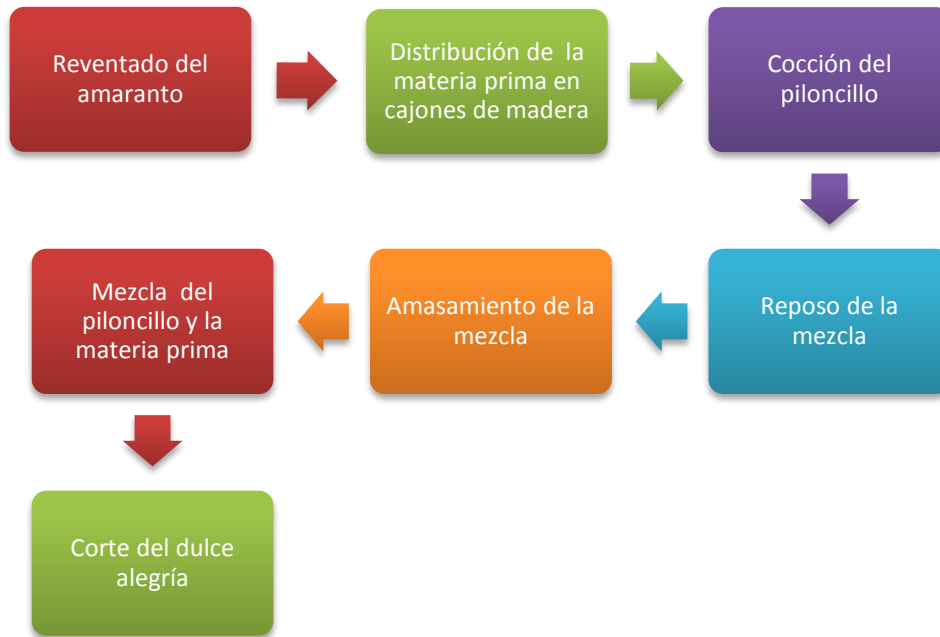 Reventado del
amaranto
Distribución de la
materia prima en
cajones de madera
Cocción del
piloncillo
Reposo de la
mezcla
Amasamiento de la
mezcla
Mezcla del
piloncillo y la
materia prima
Corte del dulce
alegría